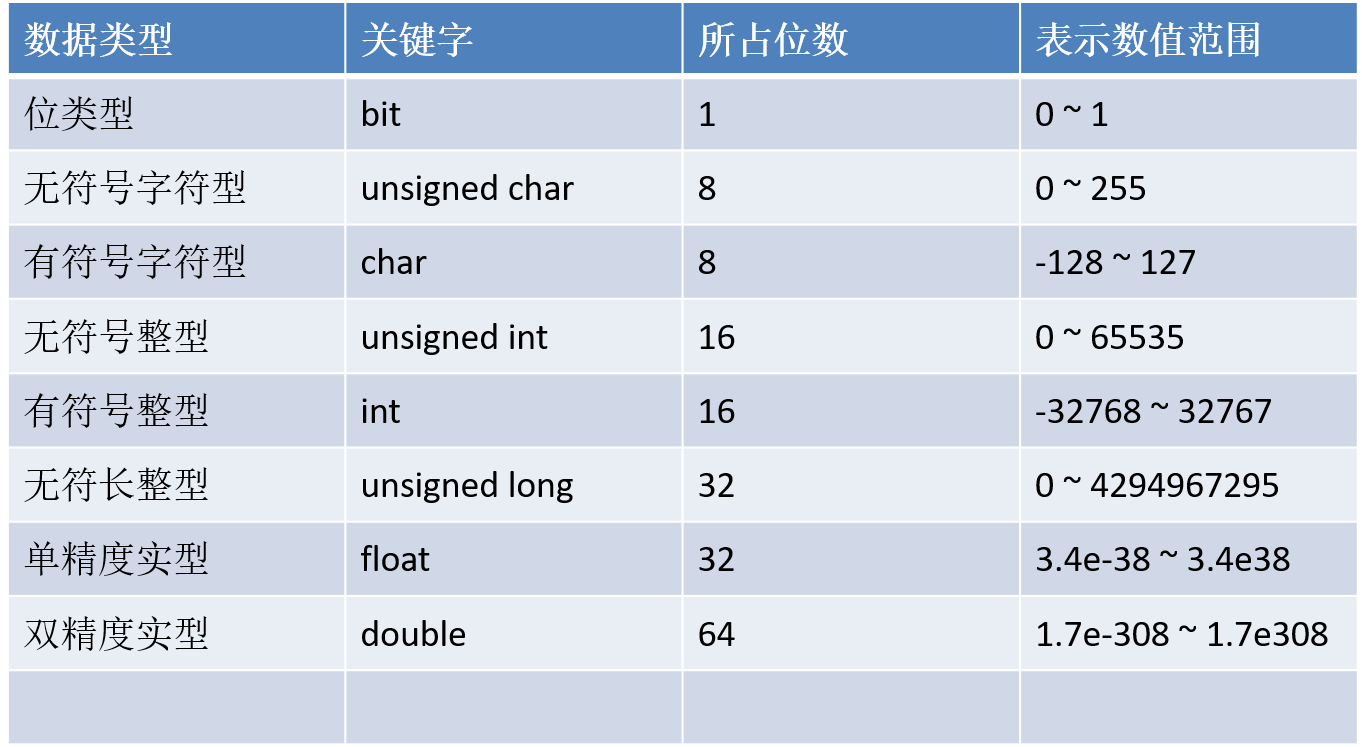 数据类型 关键字 所占位数 表示数值范围
位类型 bit 1 0 ~ 1
无符号字符型 unsigned char 8 0 ~ 255
有符号字符型 char 8 -128 ~ 127
无符号整型 unsigned int 16 0 ~ 65535
有符号整型 int 16 -32768 ~ 32767
无符长整型 unsigned long 32 0 ~ 4294967295
单精度实型 float 32 3.4e-38 ~ 3.4e38
双精度实型 double 64 1.7e-308 ~ 1.7e308